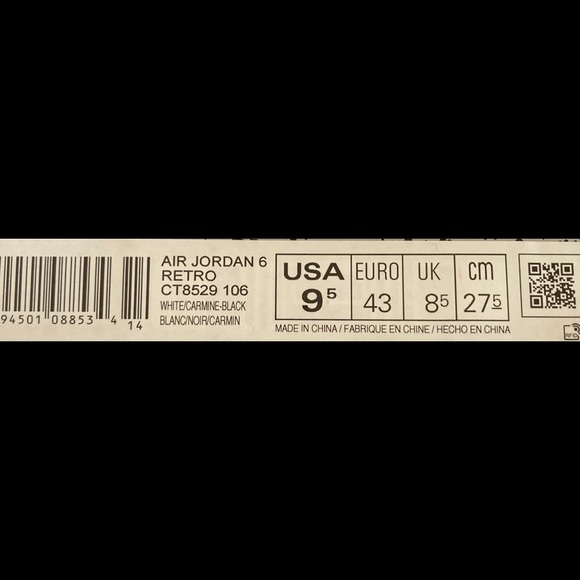 AIR JORDAN 6
RETRO
CT8529 106
WHITE/CARMINE-BLACK
BLANC/NOIR/CARMIN
94501 08853 4
14
USA EURO UK cm
9⁵ 43 8⁵ 27⁵
MADE IN CHINA / FABRIQUE EN CHINE / HECHO EN CHINA
RFID